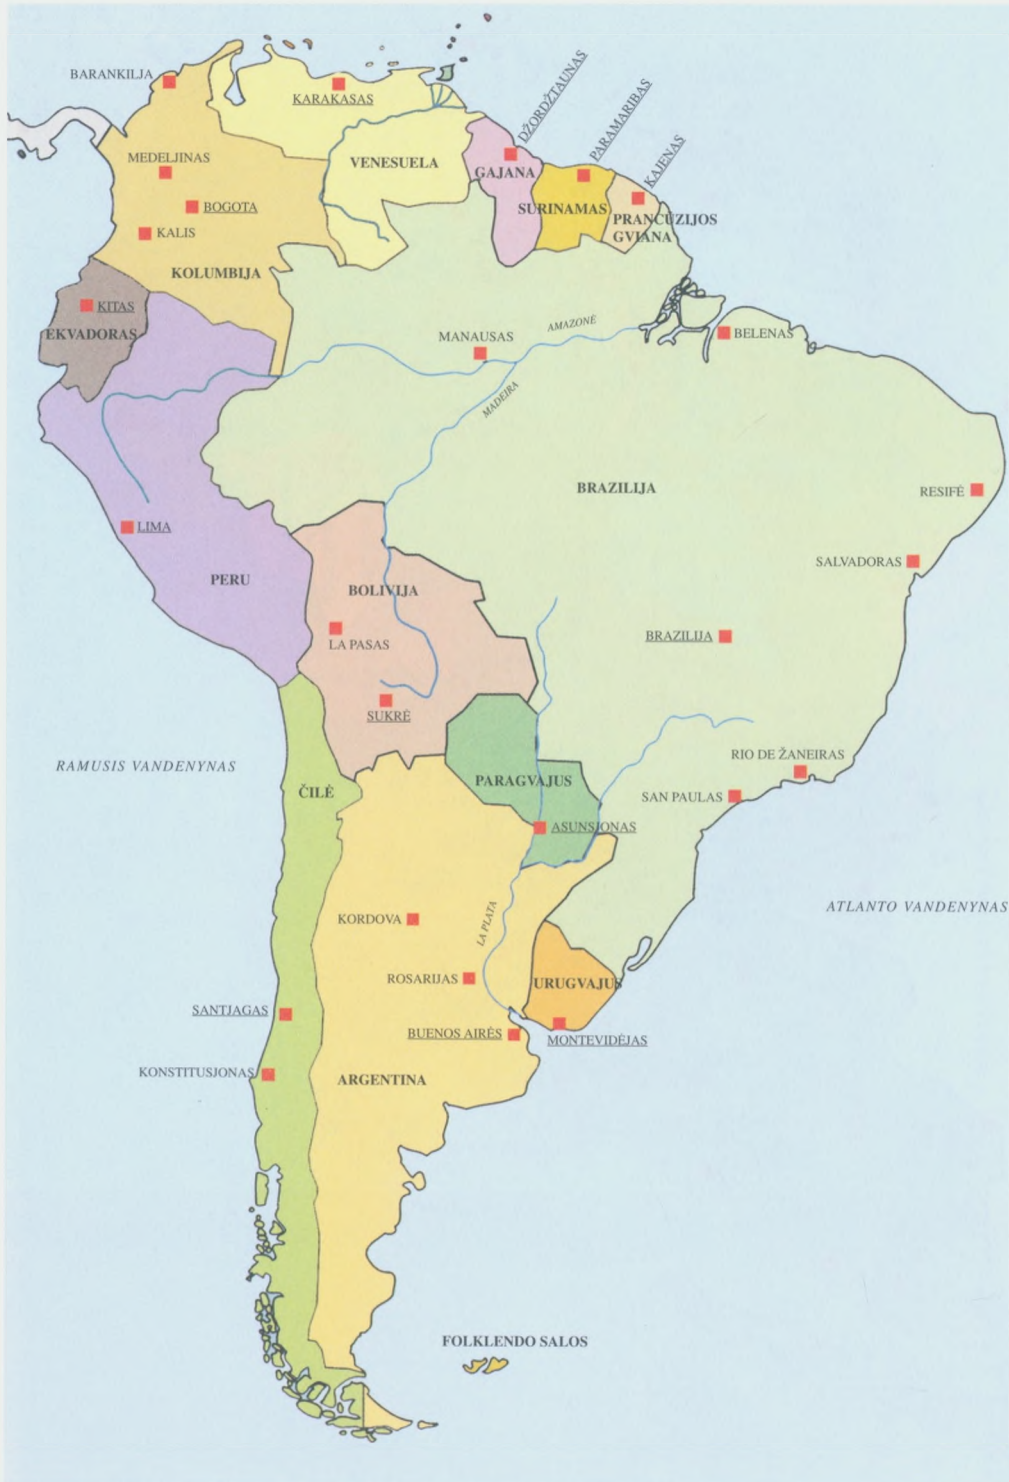 BARANKILJA
KARAKASAS
DŽORDŽTAUNAS
PARAMARIBAS
KAJENAS
MEDELJINAS
VENESUELA
GAJANA
BOGOTA
SURINAMAS
PRANCŪZIJOS
GVIANA
KALIS
KOLUMBIJA
KITAS
EKVADORAS
MANAUSAS
AMAZONĖ
BELENAS
MADEIRA
BRAZILIJA
RESIFĖ
LIMA
SALVADORAS
PERU
BOLIVIJA
LA PASAS
BRAZILIJA
SUKRĖ
RAMUSIS VANDENYNAS
RIO DE ŽANEIRAS
ČILĖ
PARAGVAJUS
SAN PAULAS
ASUNSJONAS
ATLANTO VANDENYNAS
KORDOVA
LA PLATA
ROSARIJAS
URUGVAJUS
SANTJAGAS
BUENOS AIRĖS
MONTEVIDĖJAS
KONSTITUSJONAS
ARGENTINA
FOLKLENDO SALOS